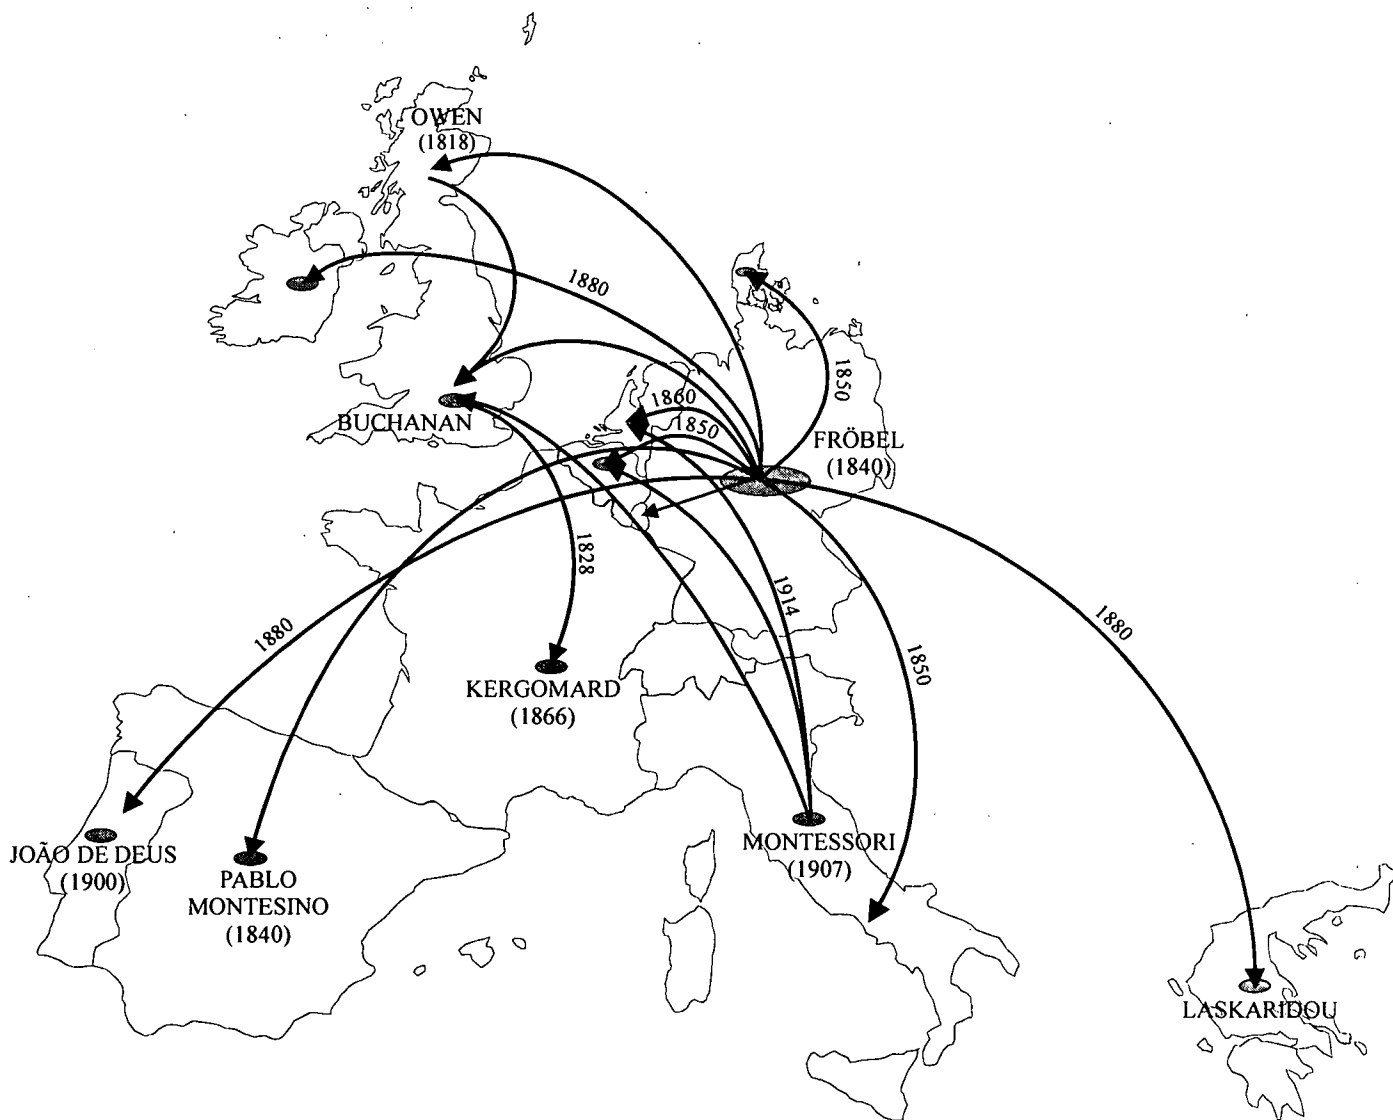 OWEN
(1818)
1880
1850
BUCHANAN
1860
1850
FRÖBEL
(1840)
1828
1914
1880
1880
1850
KERGOMARD
(1866)
JOÃO DE DEUS
(1900)
PABLO
MONTESINO
(1840)
MONTESSORI
(1907)
LASKARIDOU